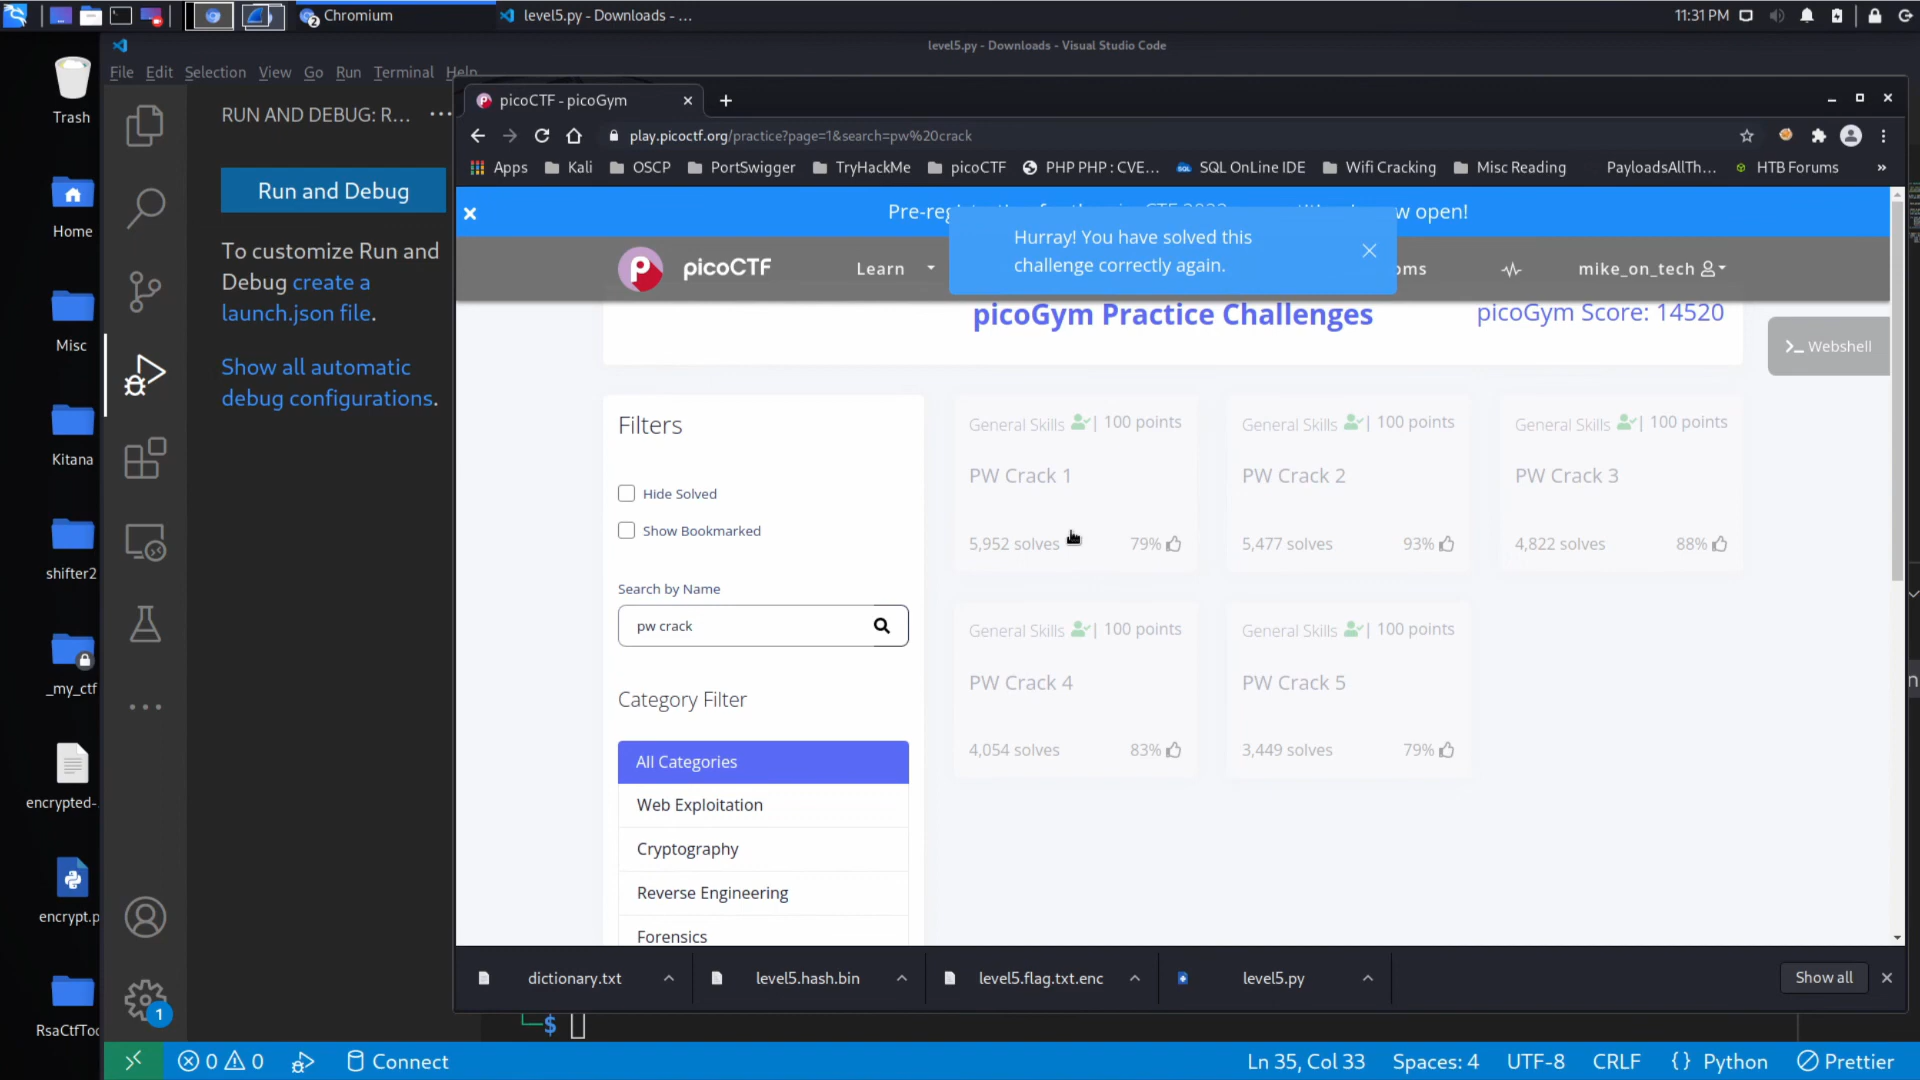 Chromium
level5.py - Downloads - ...
11:31 PM
level5.py - Downloads - Visual Studio Code
File Edit Selection View Go Run Terminal Help
Trash
Home
Misc
Kitana
shifter2
_my_ctf
encrypted-
encrypt.p
RsaCtfToo
RUN AND DEBUG: R... ...
Run and Debug
To customize Run and
Debug create a
launch.json file.
Show all automatic
debug configurations.
picoCTF - picoGym
play.picoctf.org/practice?page=1&search=pw%20crack
Apps Kali OSCP PortSwigger TryHackMe picoCTF PHP PHP : CVE... SQL OnLine IDE Wifi Cracking Misc Reading PayloadsAllTh... HTB Forums »
Pre-reg w open!
Hurray! You have solved this
challenge correctly again.
picoCTF Learn oms mike_on_tech
picoGym Practice Challenges
picoGym Score: 14520
>_ Webshell
Filters
Hide Solved
Show Bookmarked
Search by Name
pw crack
Category Filter
All Categories
Web Exploitation
Cryptography
Reverse Engineering
Forensics
General Skills | 100 points
PW Crack 1
5,952 solves 79%
General Skills | 100 points
PW Crack 2
5,477 solves 93%
General Skills | 100 points
PW Crack 3
4,822 solves 88%
General Skills | 100 points
PW Crack 4
4,054 solves 83%
General Skills | 100 points
PW Crack 5
3,449 solves 79%
dictionary.txt level5.hash.bin level5.flag.txt.enc level5.py Show all
$
1
0 0 Connect Ln 35, Col 33 Spaces: 4 UTF-8 CRLF {} Python Prettier